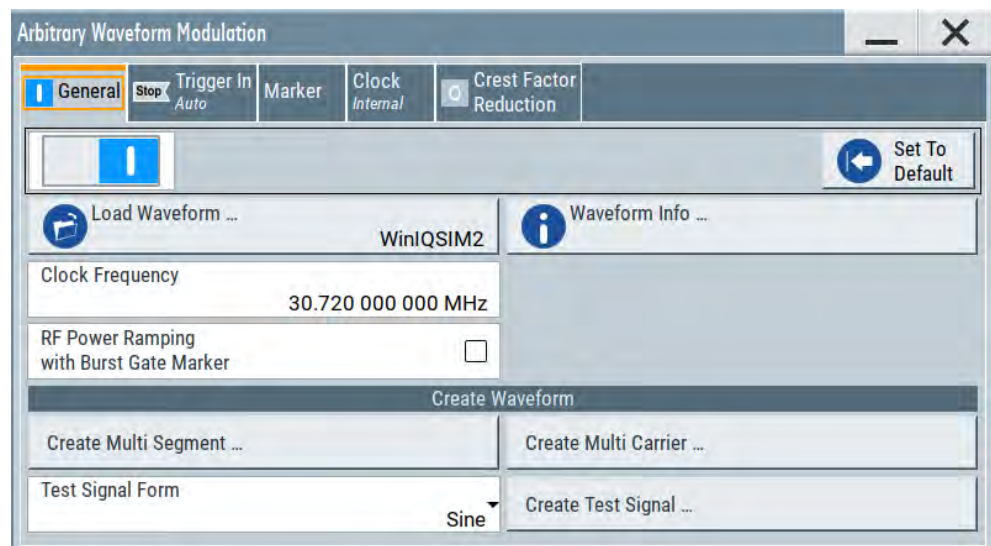 Arbitrary Waveform Modulation
General
Stop
Trigger In
Auto
Marker
Clock
Internal
Crest Factor
Reduction
Set To
Default
Load Waveform ...
WinIQSIM2
Waveform Info ...
Clock Frequency
30.720 000 000 MHz
RF Power Ramping
with Burst Gate Marker
Create Waveform
Create Multi Segment ...
Create Multi Carrier ...
Test Signal Form
Sine
Create Test Signal ...